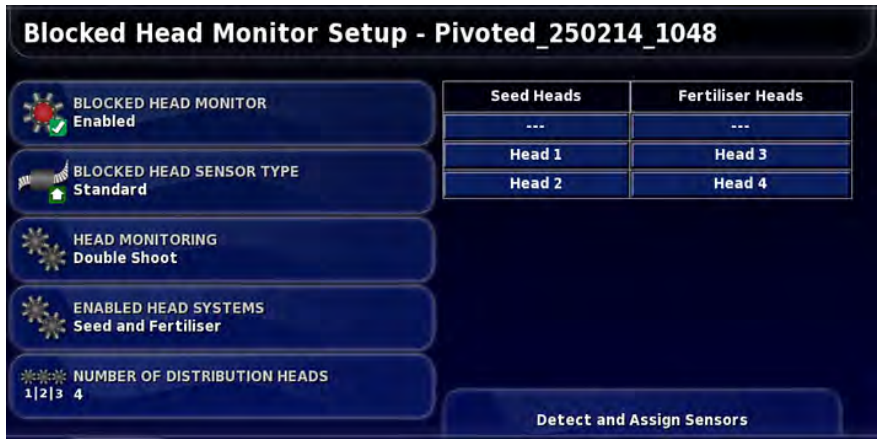 Blocked Head Monitor Setup - Pivoted_250214_1048
BLOCKED HEAD MONITOR
Enabled
BLOCKED HEAD SENSOR TYPE
Standard
HEAD MONITORING
Double Shoot
ENABLED HEAD SYSTEMS
Seed and Fertiliser
NUMBER OF DISTRIBUTION HEADS
1|2|3 4
Seed Heads Fertiliser Heads
--- ---
Head 1 Head 3
Head 2 Head 4
Detect and Assign Sensors